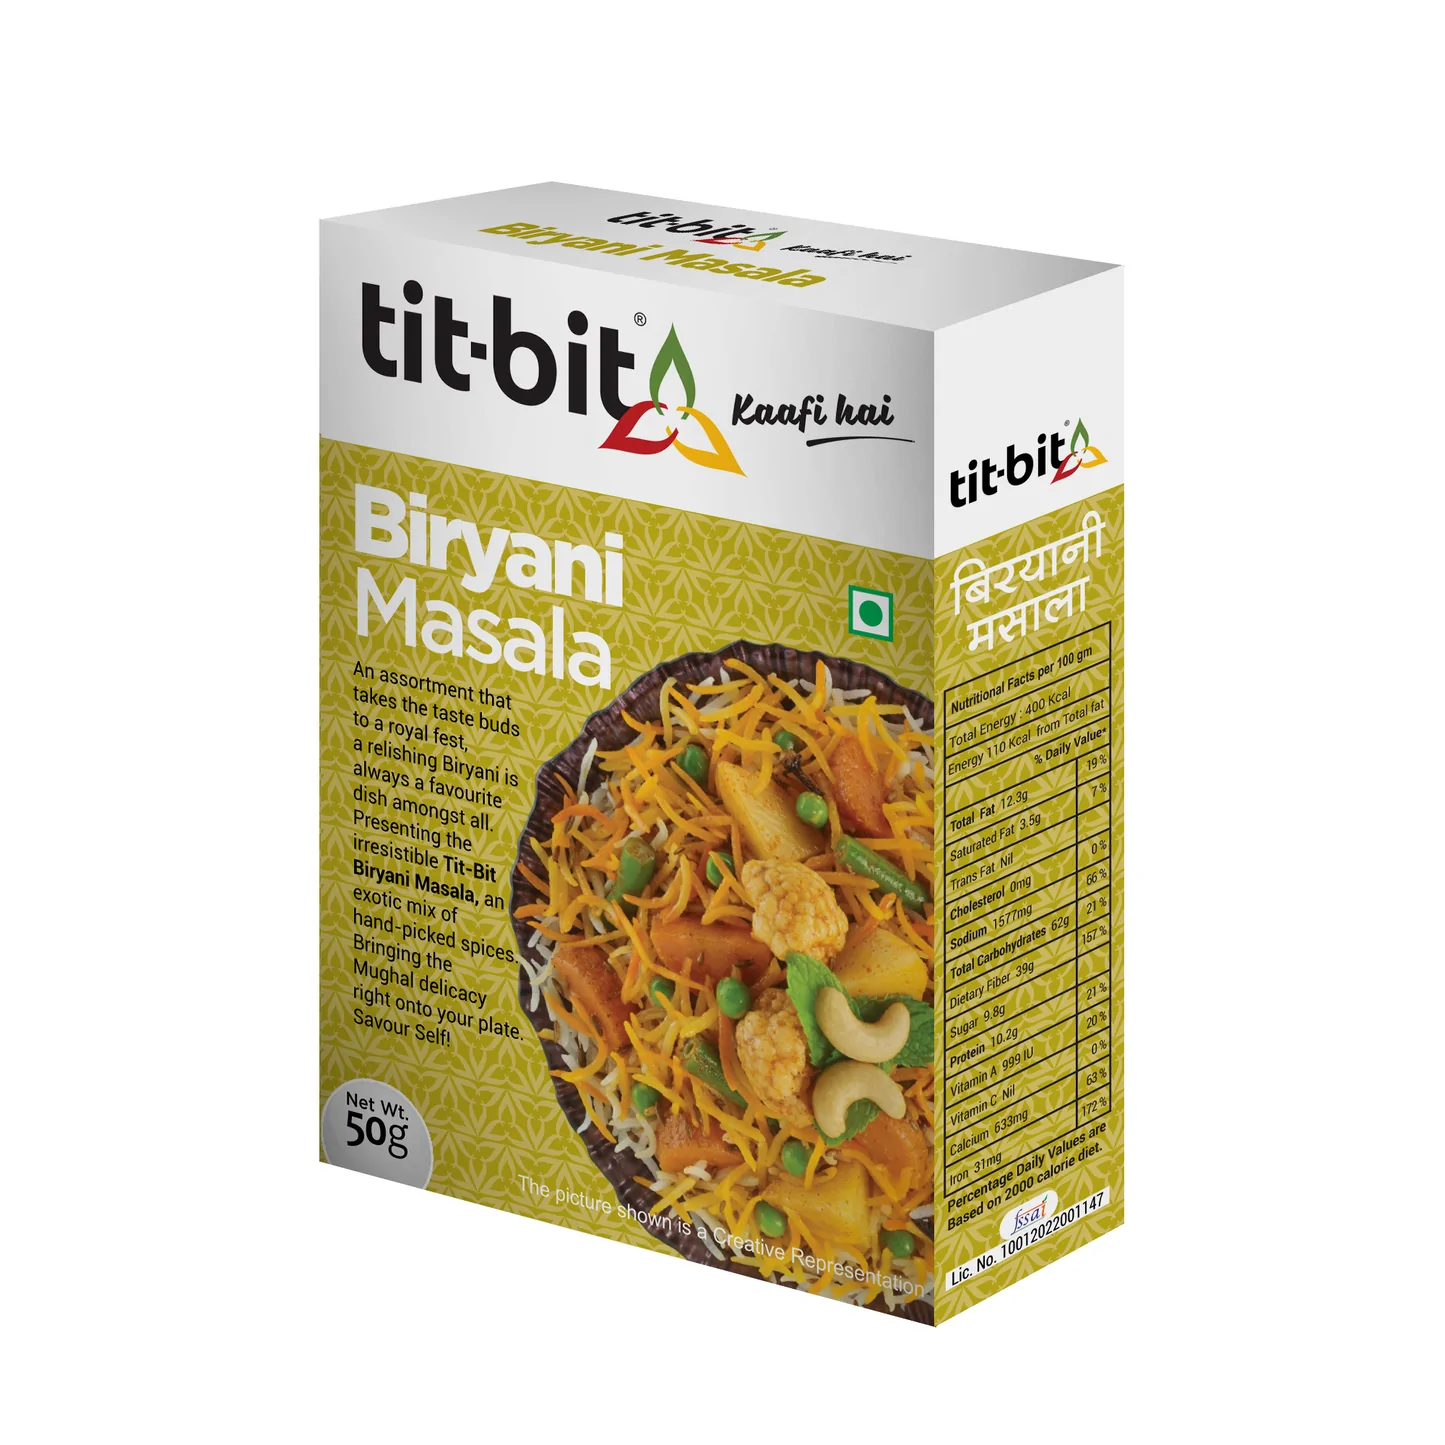 tit-bit® Kaafi hai
Biryani Masala
tit-bit® Kaafi hai
Biryani
Masala
An assortment that
takes the taste buds
to a royal fest,
a relishing Biryani is
always a favourite
dish amongst all.
Presenting the
irresistible Tit-Bit
Biryani Masala, an
exotic mix of
hand-picked spices.
Bringing the
Mughal delicacy
right onto your plate.
Savour Self!
Net Wt.
50g
The picture shown is a Creative Representation
tit-bit®
बिरयानी
मसाला
Nutritional Facts per 100 gm
Total Energy : 400 Kcal
Energy 110 Kcal from Total fat
% Daily Value*
Total Fat 12.3g 19%
Saturated Fat 3.5g 7%
Trans Fat Nil
Cholesterol 0mg 0%
Sodium 1577mg 66%
Total Carbohydrates 62g 21%
Dietary Fiber 39g 157%
Sugar 9.8g
Protein 10.2g 21%
Vitamin A 999 IU 20%
Vitamin C Nil 0%
Calcium 633mg 63%
Iron 31mg 172%
Percentage Daily Values are
Based on 2000 calorie diet.
fssai
Lic. No. 10012022001147